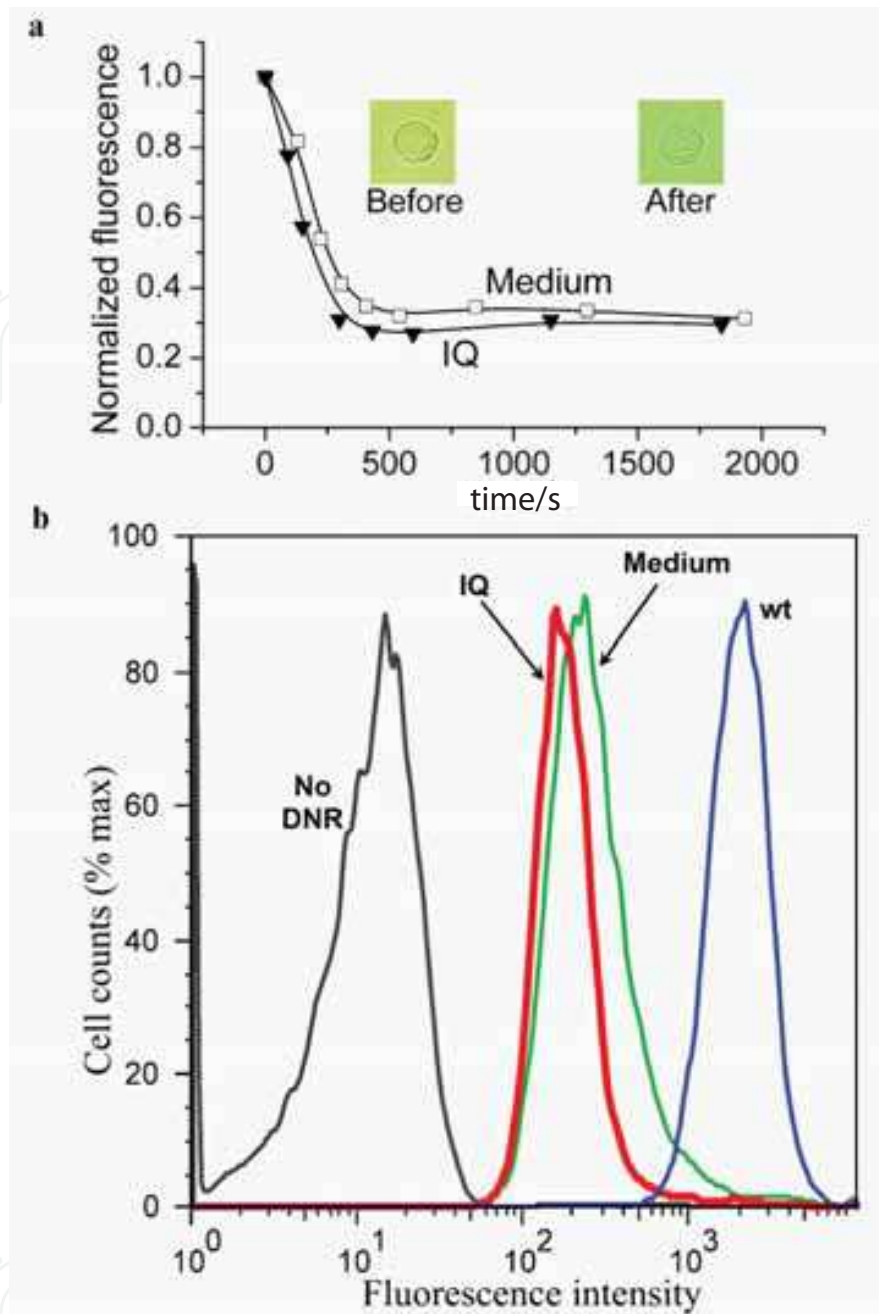 a
Normalized fluorescence
1.0
0.8
0.6
0.4
0.2
0.0
Before
After
Medium
IQ
0
500
1000
1500
2000
time/s
b
Cell counts (% max)
100
80
60
40
20
0
IQ
Medium
wt
No
DNR
10⁰
10¹
10²
10³
Fluorescence intensity